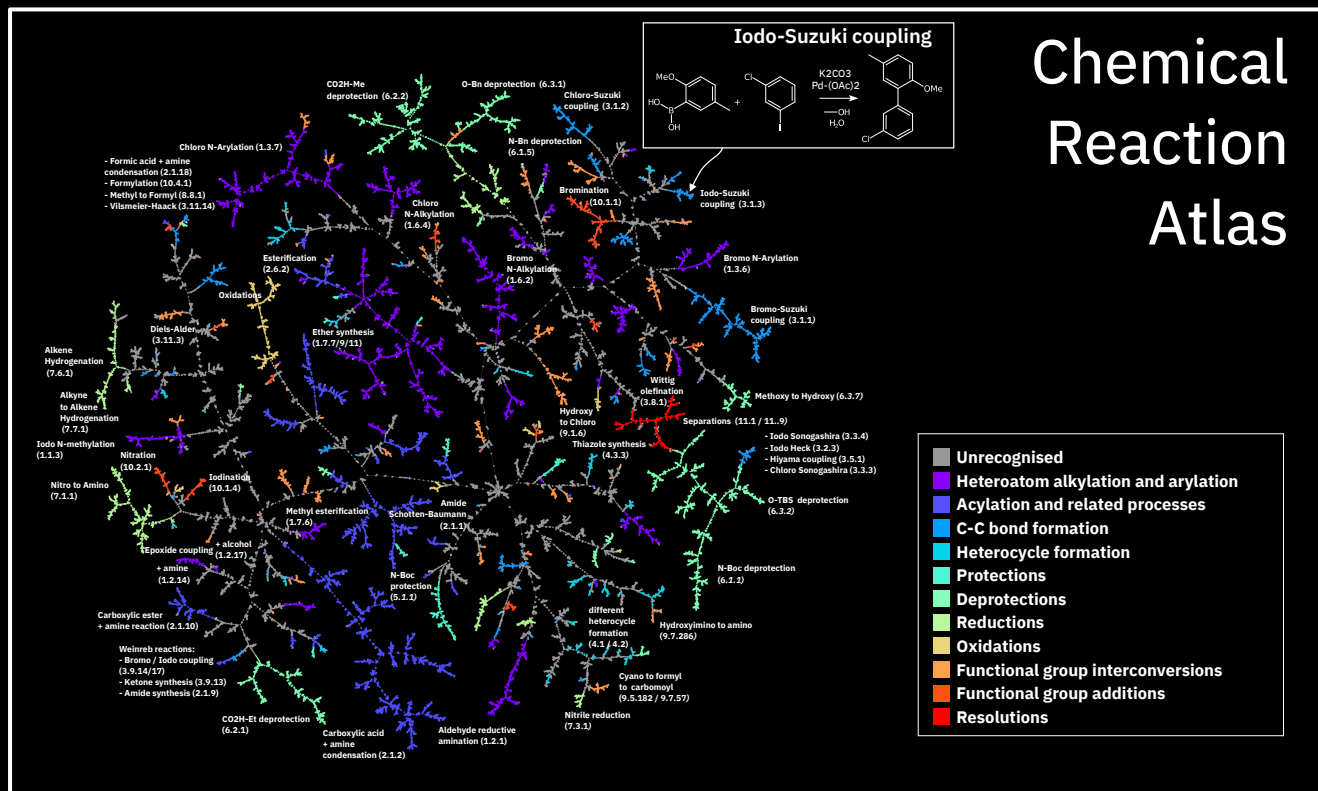 Chemical
Reaction
Atlas
Iodo-Suzuki coupling
MeO
HO
B
OH
+
Cl
I
K2CO3
Pd-(OAc)2
OH
H₂O
OMe
Cl
CO2H-Me
deprotection (6.2.2)
O-Bn deprotection (6.3.1)
Chloro-Suzuki
coupling (3.1.2)
Chloro N-Arylation (1.3.7)
N-Bn deprotection
(6.1.5)
- Formic acid + amine
condensation (2.1.18)
- Formylation (10.4.1)
- Methyl to Formyl (8.8.1)
- Vilsmeier-Haack (3.11.14)
Chloro
N-Alkylation
(1.6.4)
Bromination
(10.1.1)
Iodo-Suzuki
coupling (3.1.3)
Esterification
(2.6.2)
Bromo
N-Alkylation
(1.6.2)
Bromo N-Arylation
(1.3.6)
Oxidations
Bromo-Suzuki
coupling (3.1.1)
Diels-Alder
(3.11.3)
Ether synthesis
(1.7.7/9/11)
Alkene
Hydrogenation
(7.6.1)
Alkyne
to Alkene
Hydrogenation
(7.7.1)
Wittig
olefination
(3.8.1)
Methoxy to Hydroxy (6.3.7)
Hydroxy
to Chloro
(9.1.6)
Separations (11.1 / 11..9)
Iodo N-methylation
(1.1.3)
Thiazole synthesis
(4.3.3)
- Iodo Sonogashira (3.3.4)
- Iodo Heck (3.2.3)
- Hiyama coupling (3.5.1)
- Chloro Sonogashira (3.3.3)
Nitration
(10.2.1)
Nitro to Amino
(7.1.1)
Iodination
(10.1.4)
Methyl esterification
(1.7.6)
Amide
Schotten-Baumann
(2.1.1)
O-TBS deprotection
(6.3.2)
Epoxide coupling
+ alcohol
(1.2.17)
+ amine
(1.2.14)
N-Boc
protection
(5.1.1)
N-Boc deprotection
(6.1.1)
Carboxylic ester
+ amine reaction (2.1.10)
different
heterocycle
formation
(4.1 / 4.2)
Hydroxyimino to amino
(9.7.286)
Weinreb reactions:
- Bromo / Iodo coupling
(3.9.14/17)
- Ketone synthesis (3.9.13)
- Amide synthesis (2.1.9)
Cyano to formyl
to carbomoyl
(9.5.182 / 9.7.57)
CO2H-Et deprotection
(6.2.1)
Carboxylic acid
+ amine
condensation (2.1.2)
Aldehyde reductive
amination (1.2.1)
Nitrile reduction
(7.3.1)
Unrecognised
Heteroatom alkylation and arylation
Acylation and related processes
C-C bond formation
Heterocycle formation
Protections
Deprotections
Reductions
Oxidations
Functional group interconversions
Functional group additions
Resolutions